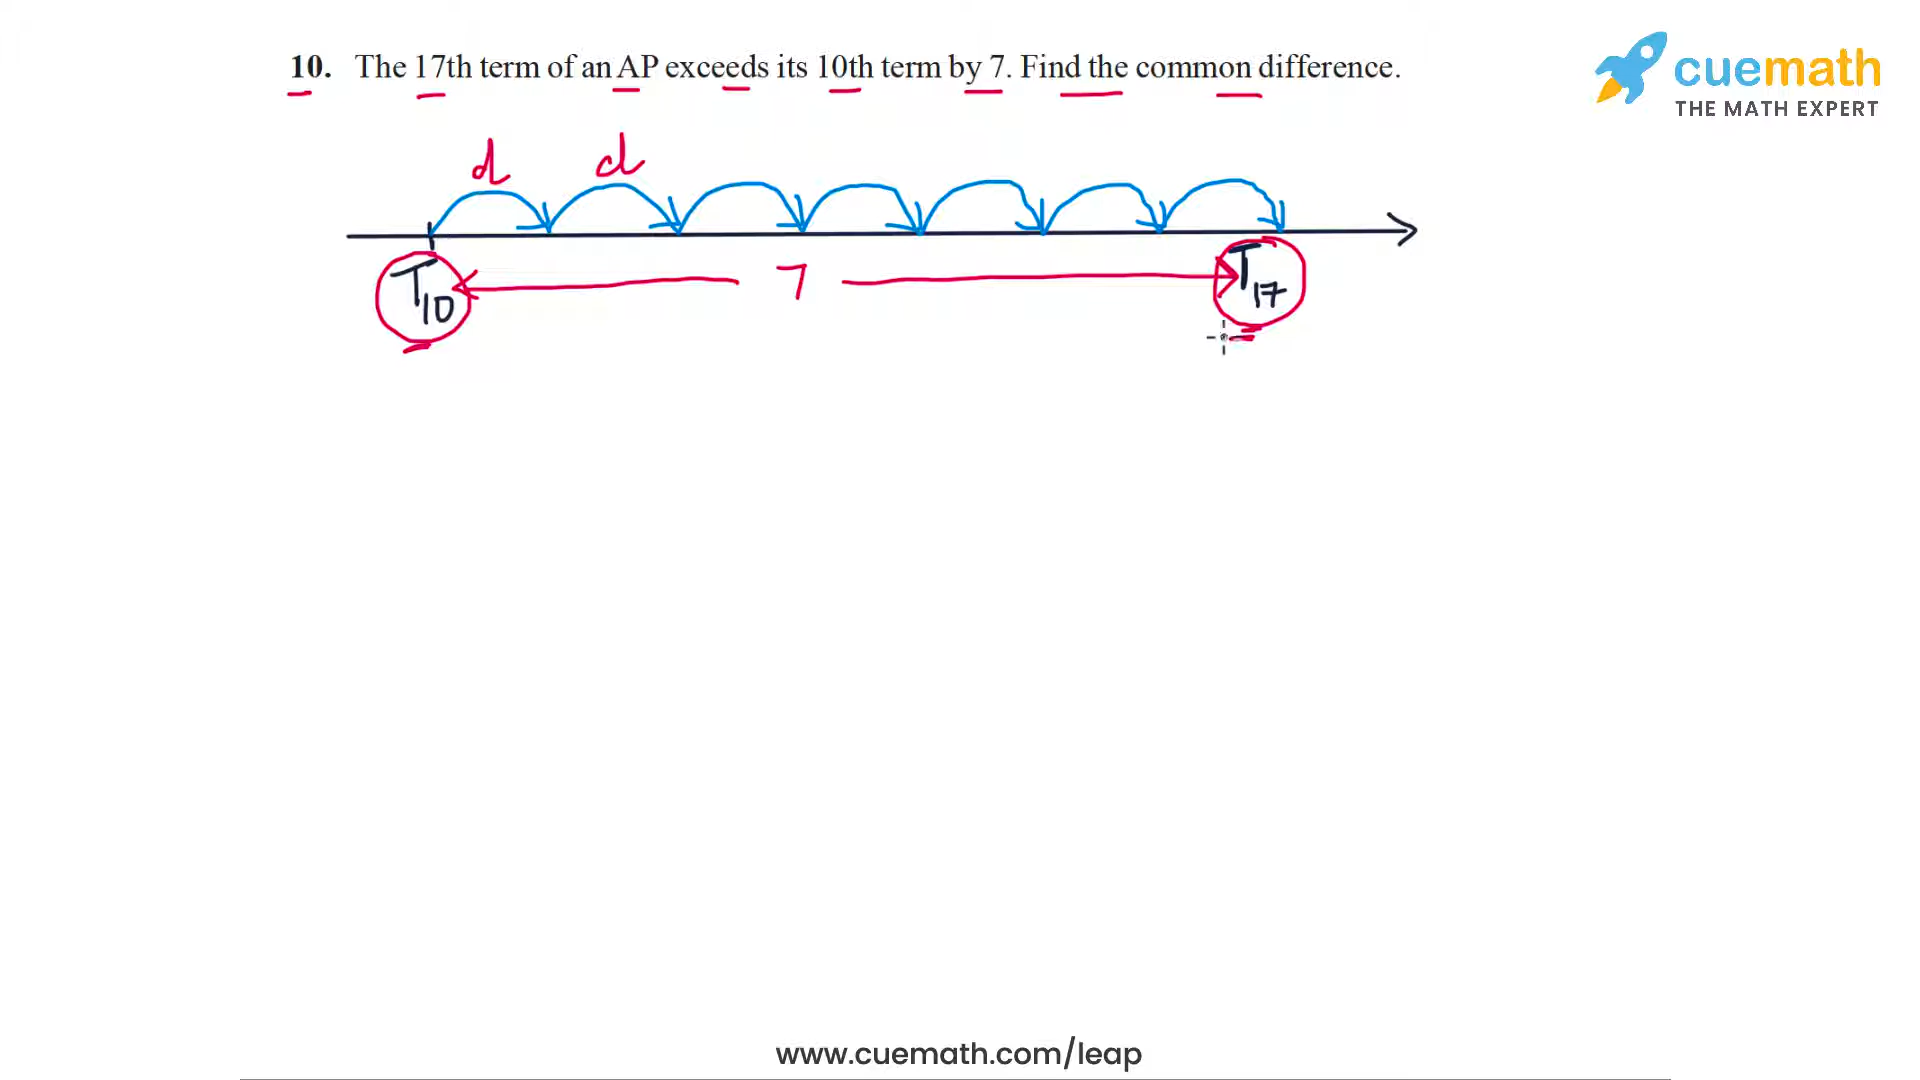 10. The 17th term of an AP exceeds its 10th term by 7. Find the common difference.
cuemath
THE MATH EXPERT
d d
T10 7 T17
www.cuemath.com/leap